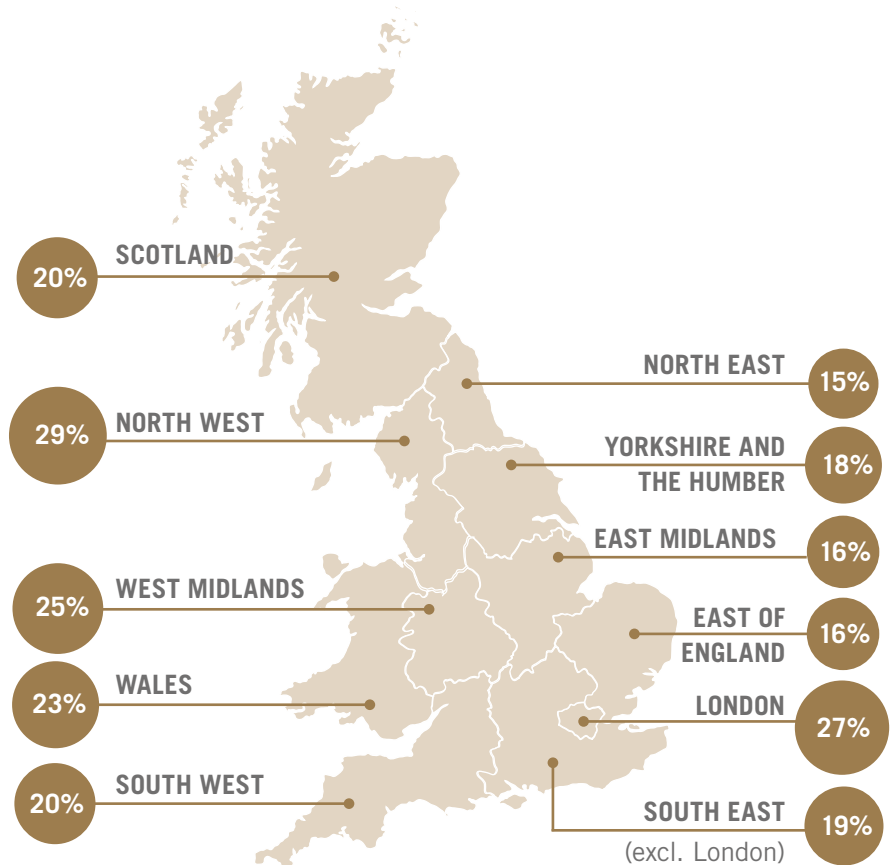 SCOTLAND
20%
NORTH EAST
15%
NORTH WEST
29%
YORKSHIRE AND
THE HUMBER
18%
EAST MIDLANDS
16%
WEST MIDLANDS
25%
EAST OF
ENGLAND
16%
WALES
23%
LONDON
27%
SOUTH WEST
20%
SOUTH EAST
(excl. London)
19%